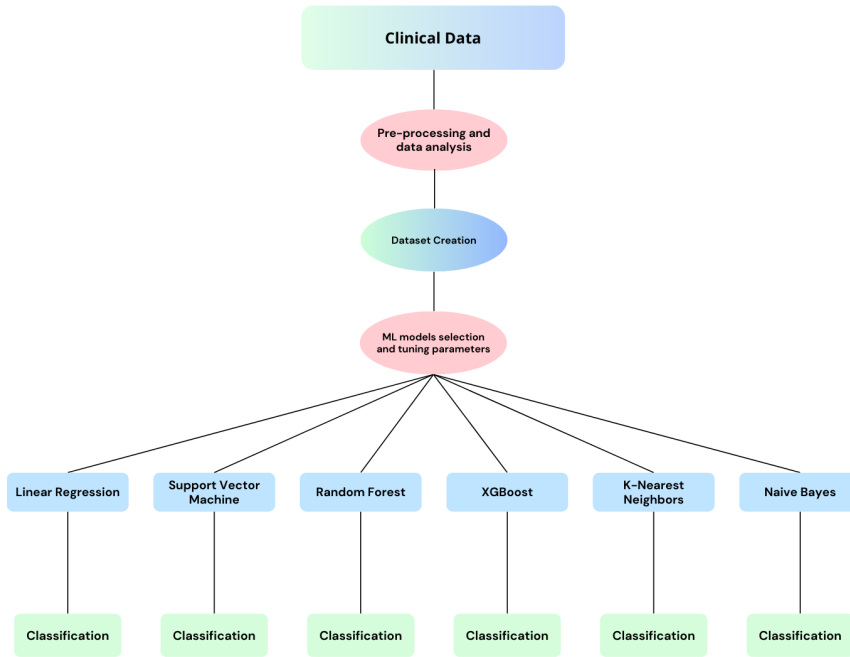 Clinical Data
Pre-processing and
data analysis
Dataset Creation
ML models selection
and tuning parameters
Linear Regression
Support Vector
Machine
Random Forest
XGBoost
K-Nearest
Neighbors
Naive Bayes
Classification
Classification
Classification
Classification
Classification
Classification